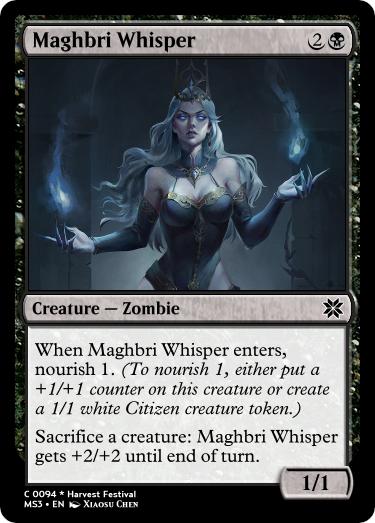 Maghbri Whisper 2
Creature — Zombie
When Maghbri Whisper enters,
nourish 1. (To nourish 1, either put a
+1/+1 counter on this creature or create
a 1/1 white Citizen creature token.)
Sacrifice a creature: Maghbri Whisper
gets +2/+2 until end of turn.
1/1
C 0094 * Harvest Festival
MS3 • EN Xiaosu Chen